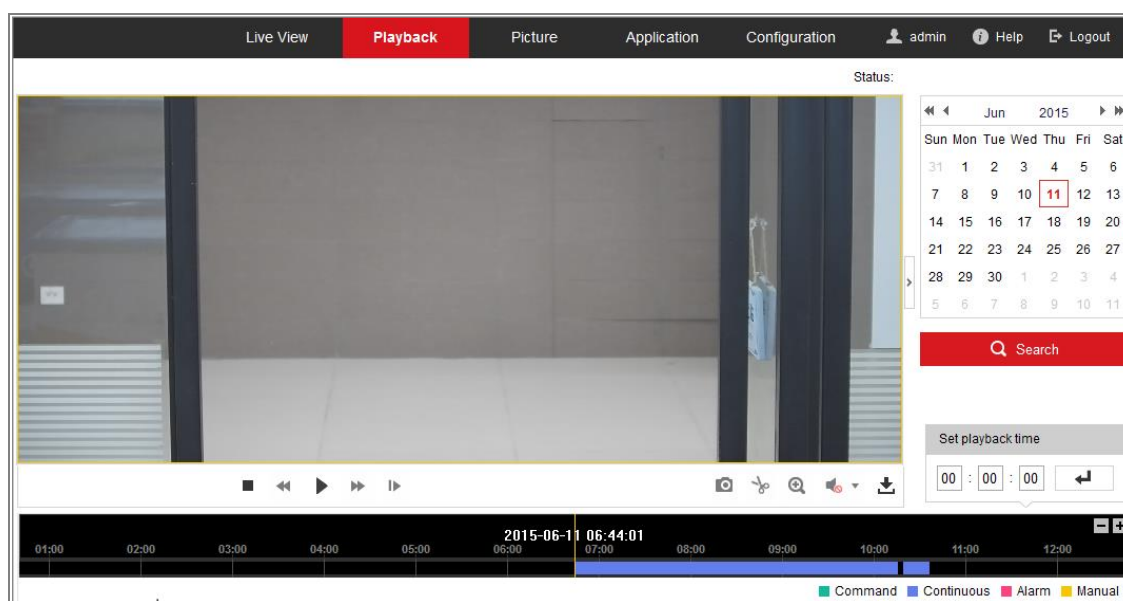 Live View Playback Picture Application Configuration admin Help Logout
Status:
Jun 2015
Sun Mon Tue Wed Thu Fri Sat
31 1 2 3 4 5 6
7 8 9 10 11 12 13
14 15 16 17 18 19 20
21 22 23 24 25 26 27
28 29 30 1 2 3 4
5 6 7 8 9 10 11
Search
Set playback time
00 : 00 : 00
2015-06-11 06:44:01
01:00 02:00 03:00 04:00 05:00 06:00 07:00 08:00 09:00 10:00 11:00 12:00
Command Continuous Alarm Manual